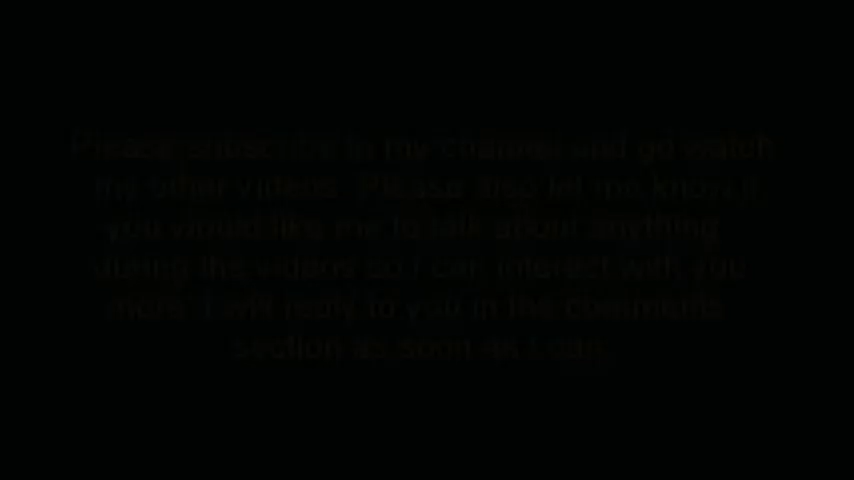 Please subscribe to my channel and go watch
my other videos. Please also let me know if
you would like me to talk about anything
during the videos so I can interest with you
more. I will reply to you in the comments
section as soon as I can.